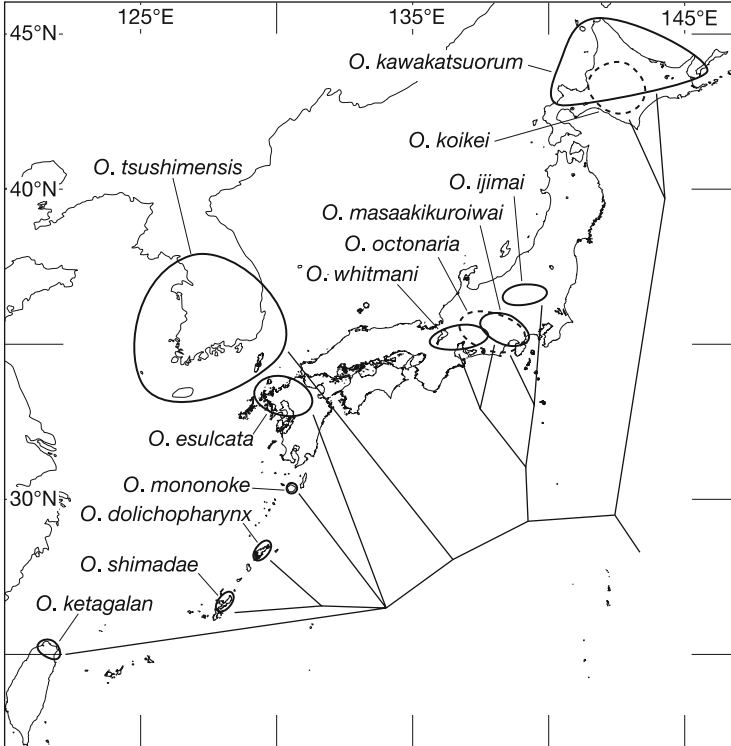 125°E 135°E 145°E
45°N
O. kawakatsuorum
O. koikei
O. tsushimensis
40°N
O. ijimai
O. masaakikuroiwai
O. octonaria
O. whitmani
O. esulcata
O. mononoke
30°N
O. dolichopharynx
O. shimadae
O. ketagalan